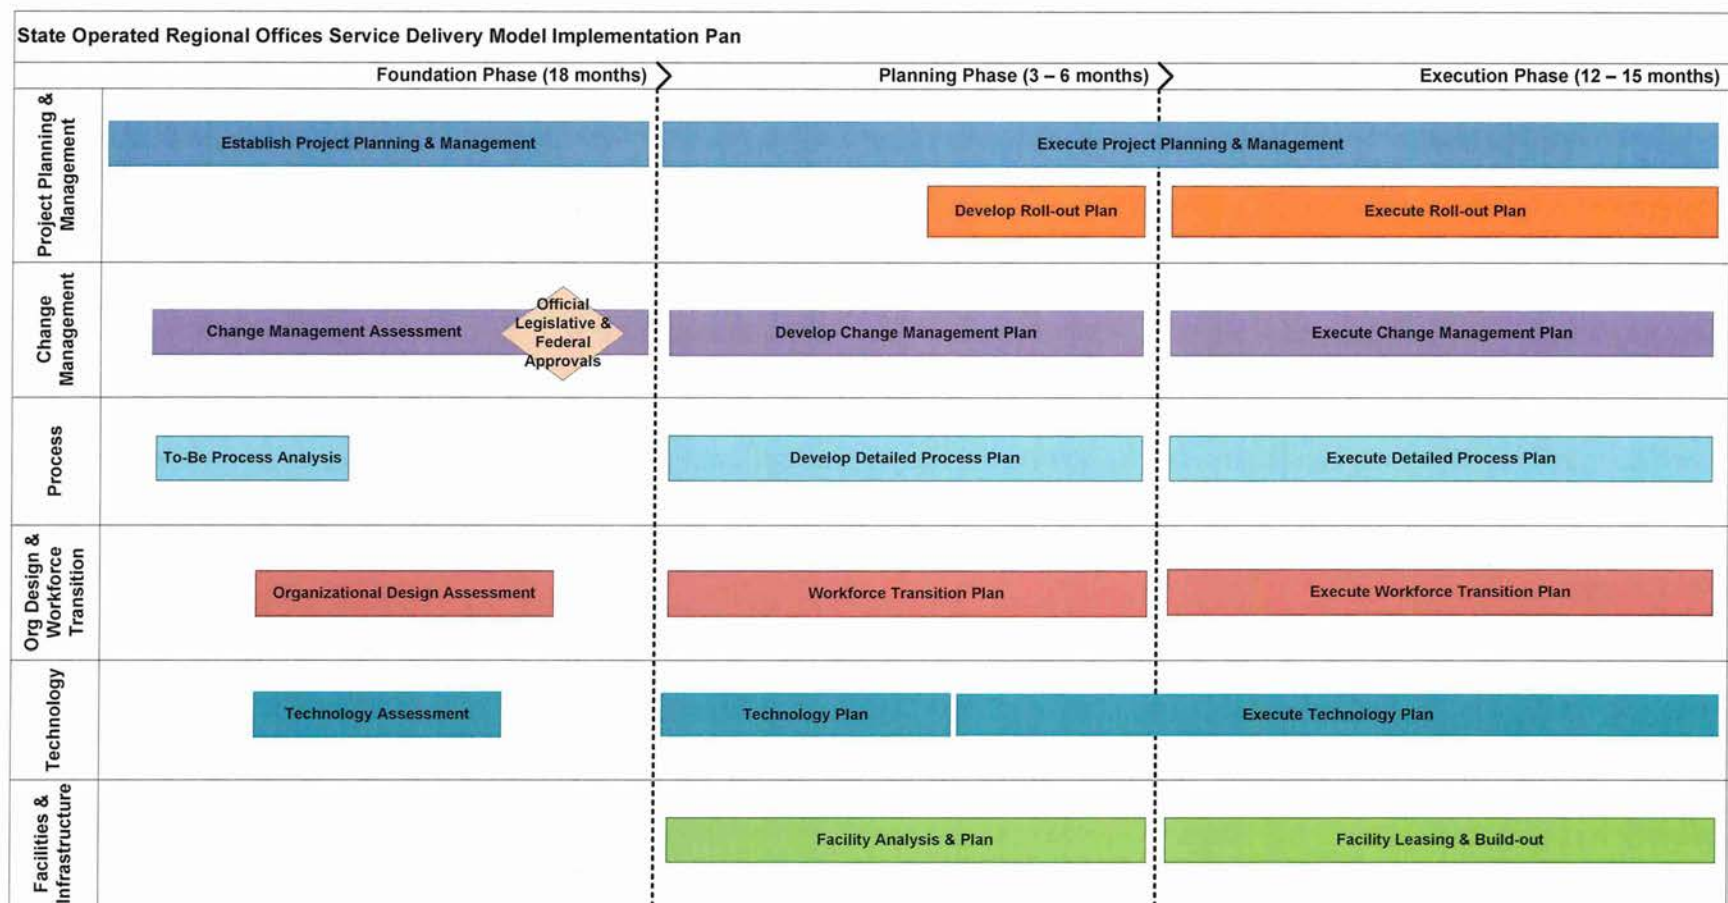 State Operated Regional Offices Service Delivery Model Implementation Pan
Foundation Phase (18 months)
Planning Phase (3 – 6 months)
Execution Phase (12 – 15 months)
Project Planning &
Management
Establish Project Planning & Management
Execute Project Planning & Management
Develop Roll-out Plan
Execute Roll-out Plan
Change
Management
Change Management Assessment
Official
Legislative &
Federal
Approvals
Develop Change Management Plan
Execute Change Management Plan
Process
To-Be Process Analysis
Develop Detailed Process Plan
Execute Detailed Process Plan
Org Design &
Workforce
Transition
Organizational Design Assessment
Workforce Transition Plan
Execute Workforce Transition Plan
Technology
Technology Assessment
Technology Plan
Execute Technology Plan
Facilities &
Infrastructure
Facility Analysis & Plan
Facility Leasing & Build-out